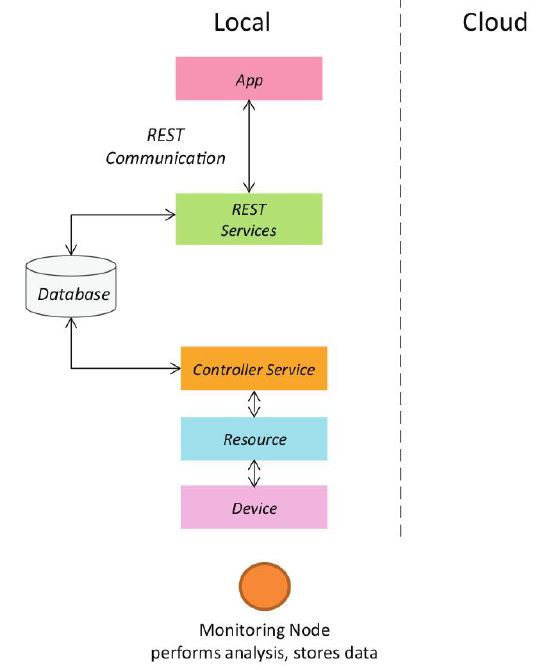 Local
Cloud
App
REST
Communication
REST
Services
Database
Controller Service
Resource
Device
Monitoring Node
performs analysis, stores data